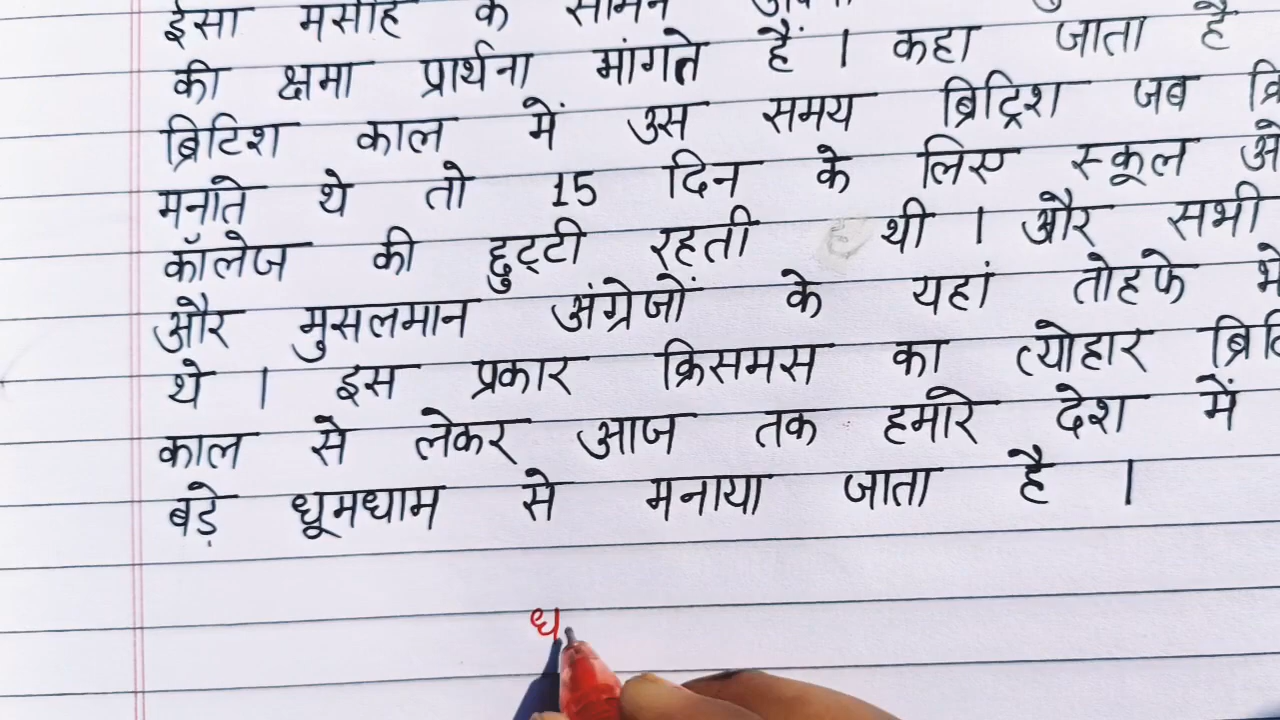 ईसा मसीह के सामने
की क्षमा प्रार्थना मांगते हैं । कहा जाता है
ब्रिटिश काल में उस समय ब्रिट्रिश जब क्रि
मनाते थे तो 15 दिन के लिए स्कूल औ
कॉलेज की छुट्टी रहती थी । और सभी
और मुसलमान अंग्रेजों के यहां तोहफे भे
थे । इस प्रकार क्रिसमस का त्योहार ब्रिटि
काल से लेकर आज तक हमारे देश में
बड़े धूमधाम से मनाया जाता है ।
ध